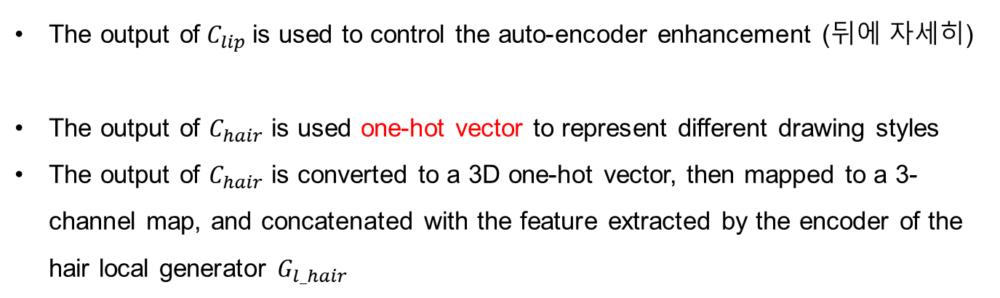 • The output of $C_{lip}$ is used to control the auto-encoder enhancement (뒤에 자세히)
• The output of $C_{hair}$ is used one-hot vector to represent different drawing styles
• The output of $C_{hair}$ is converted to a 3D one-hot vector, then mapped to a 3-
channel map, and concatenated with the feature extracted by the encoder of the
hair local generator $G_{l\_hair}$